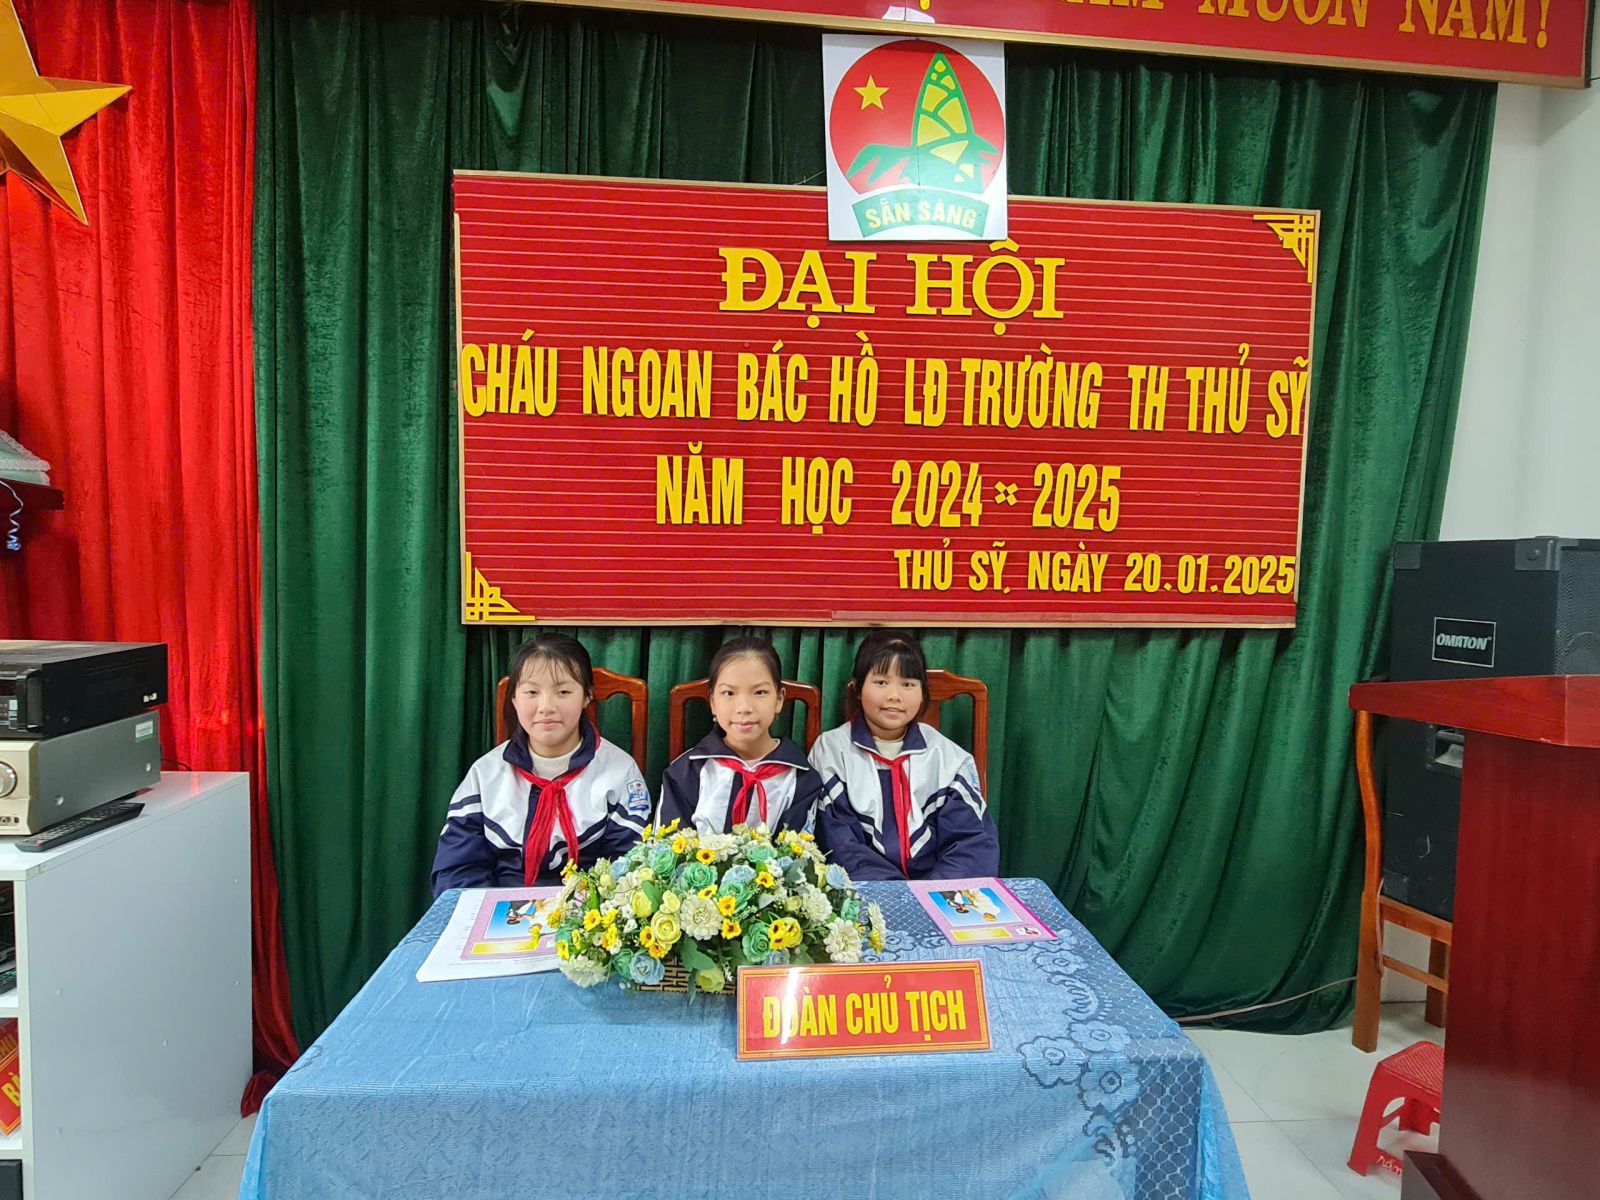 NĂM MUÔN NĂM!
SẴN SÀNG
ĐẠI HỘI
CHÁU NGOAN BÁC HỒ LĐ TRƯỜNG TH THỦ SỸ
NĂM HỌC 2024 - 2025
THỦ SỸ, NGÀY 20.01.2025
OMATON
ĐOÀN CHỦ TỊCH